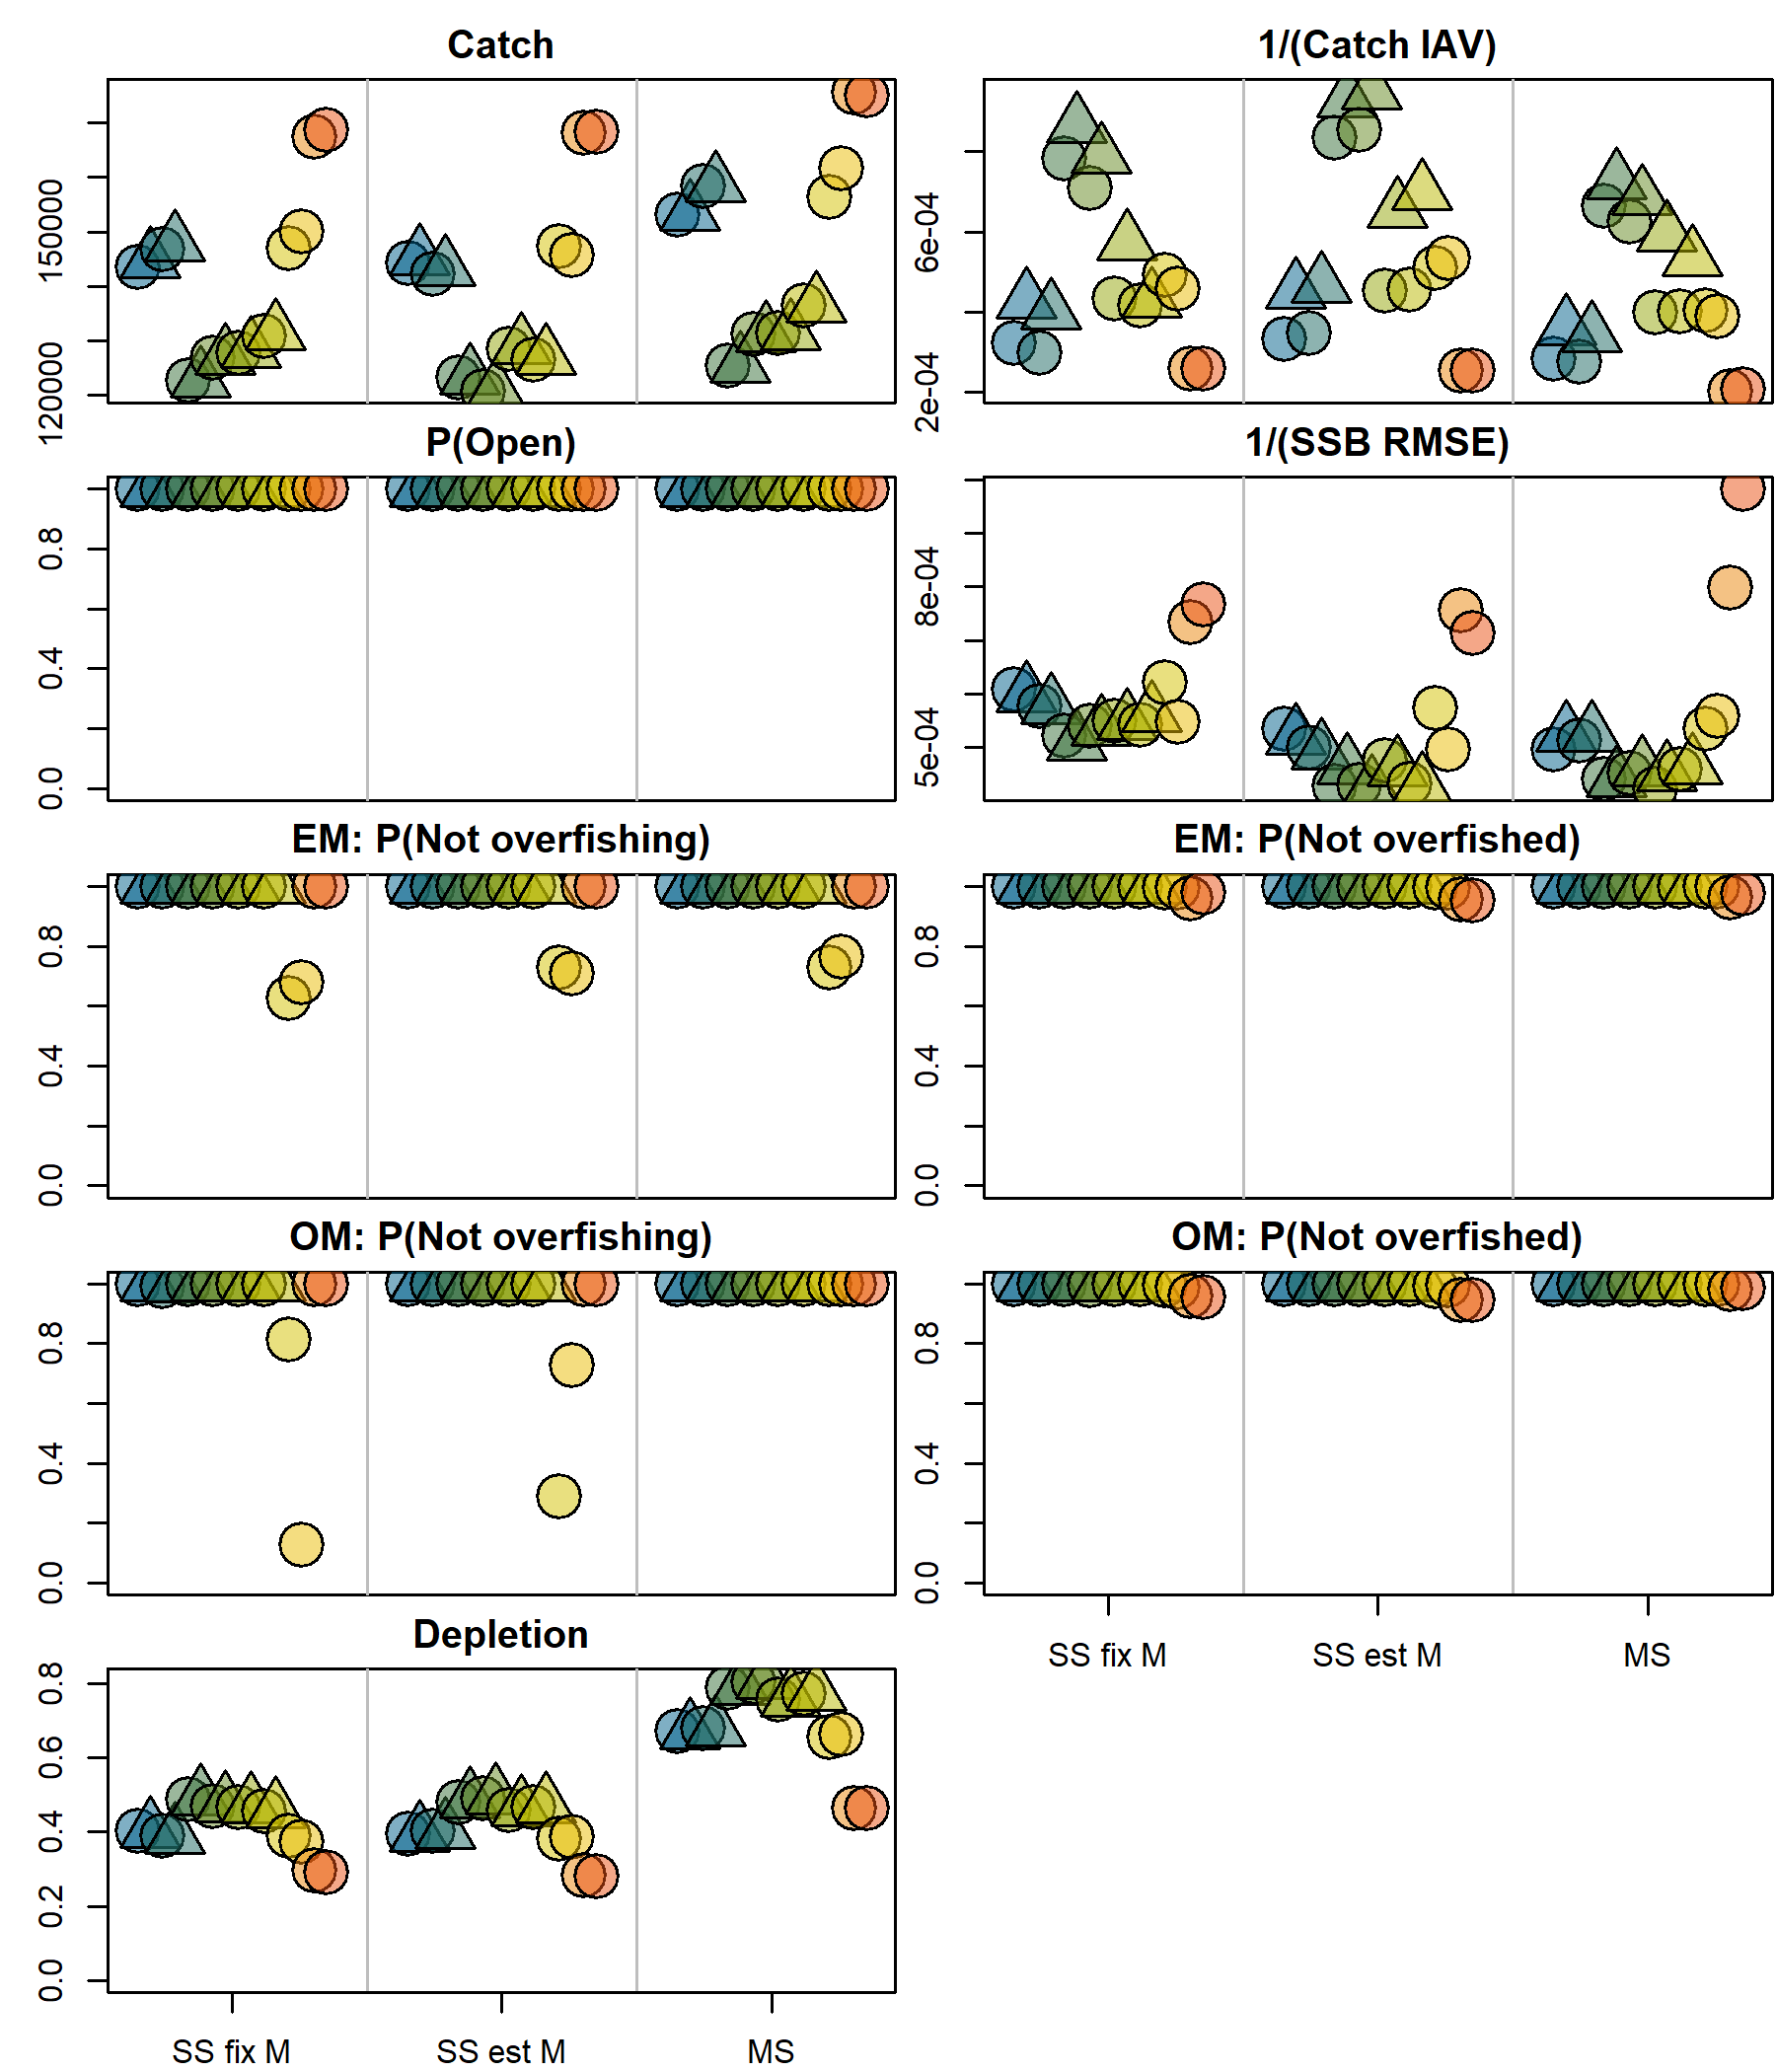 Catch
1/(Catch IAV)
150000
120000
6e-04
2e-04
P(Open)
1/(SSB RMSE)
0.8
0.4
0.0
8e-04
5e-04
EM: P(Not overfishing)
EM: P(Not overfished)
0.8
0.4
0.0
0.8
0.4
0.0
OM: P(Not overfishing)
OM: P(Not overfished)
0.8
0.4
0.0
0.8
0.4
0.0
SS fix M
SS est M
MS
Depletion
0.8
0.6
0.4
0.2
0.0
SS fix M
SS est M
MS